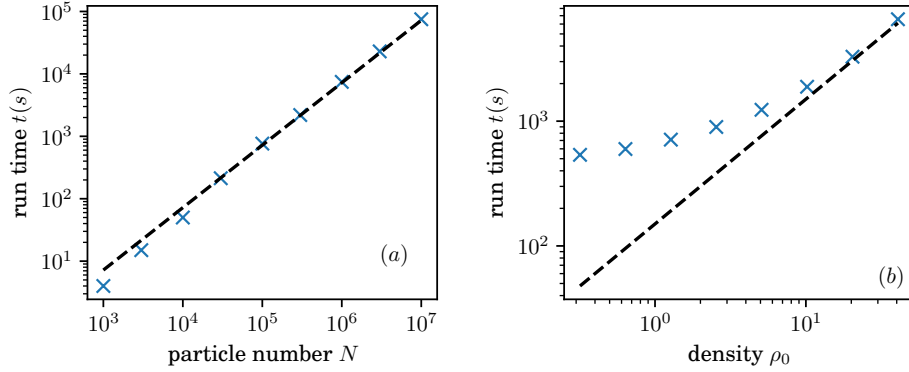 10^5
10^4
10^3
10^2
10^1
run time t(s)
(a)
10^3 10^4 10^5 10^6 10^7
particle number N
10^3
10^2
run time t(s)
(b)
10^0 10^1
density ρ_0